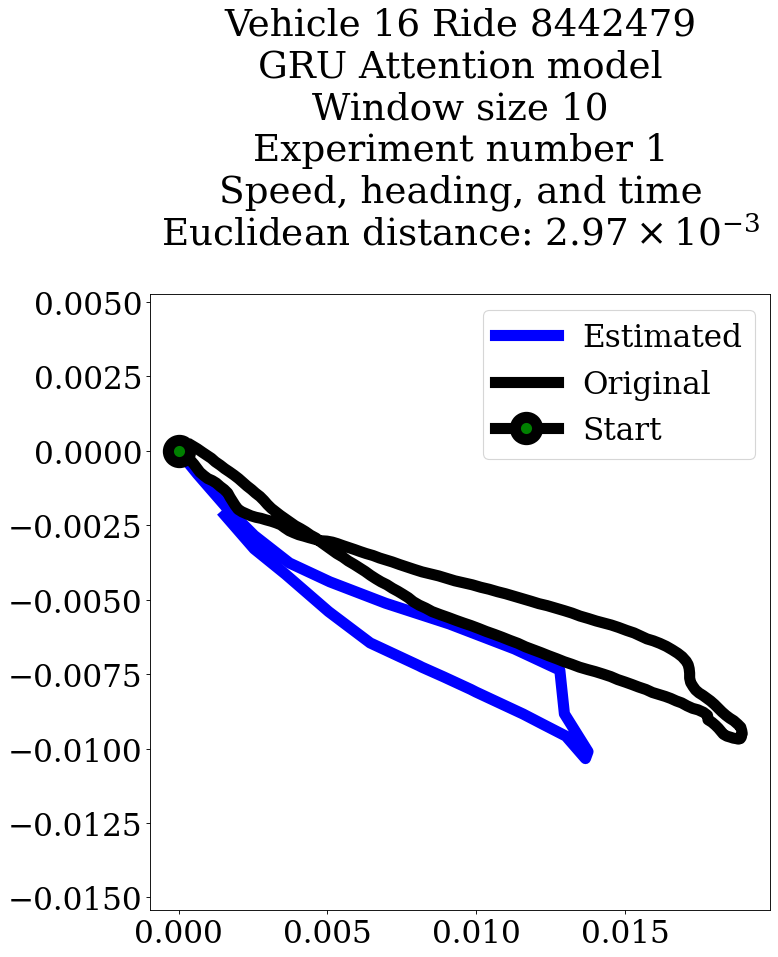 Vehicle 16 Ride 8442479
GRU Attention model
Window size 10
Experiment number 1
Speed, heading, and time
Euclidean distance: 2.97 × 10⁻³
Estimated
Original
Start
0.0050
0.0025
0.0000
−0.0025
−0.0050
−0.0075
−0.0100
−0.0125
−0.0150
0.000 0.005 0.010 0.015